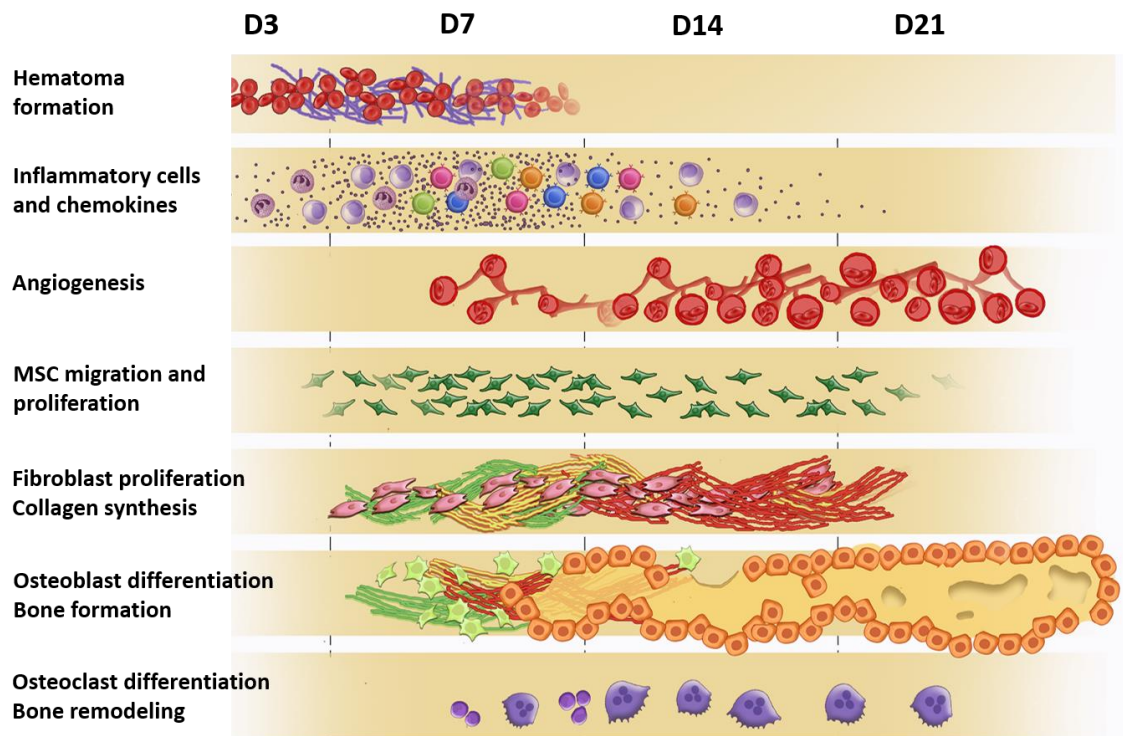 D3 D7 D14 D21
Hematoma
formation
Inflammatory cells
and chemokines
Angiogenesis
MSC migration and
proliferation
Fibroblast proliferation
Collagen synthesis
Osteoblast differentiation
Bone formation
Osteoclast differentiation
Bone remodeling